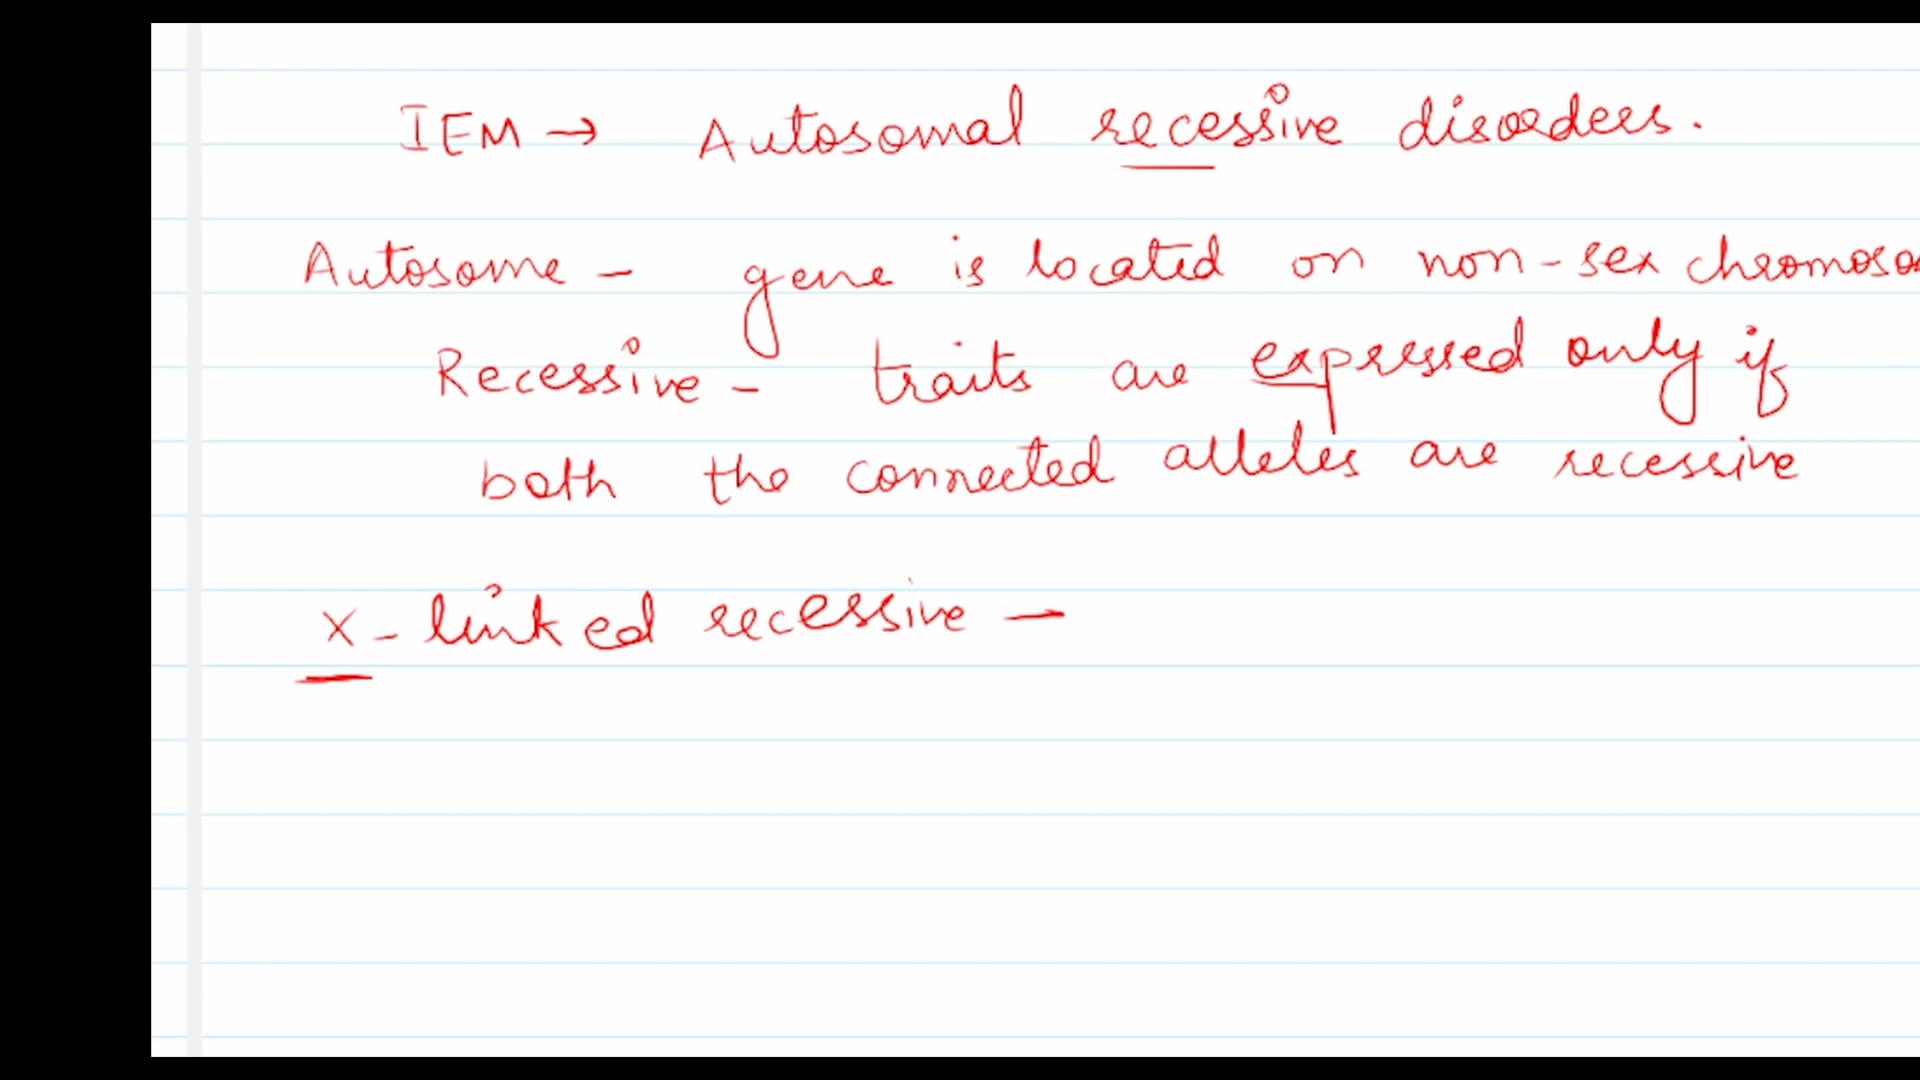 IEM → Autosomal recessive disorders.
Autosome - gene is located on non-sex chromoso
Recessive - traits are expressed only if
both the connected alleles are recessive
X-linked recessive -